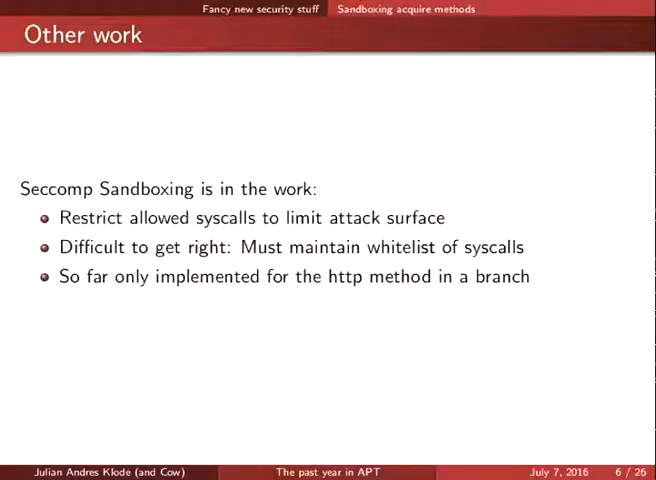 Fancy new security stuff Sandboxing acquire methods
Other work
Seccomp Sandboxing is in the work:
Restrict allowed syscalls to limit attack surface
Difficult to get right: Must maintain whitelist of syscalls
So far only implemented for the http method in a branch
Julian Andres Klode (and Cow) The past year in APT July 7, 2016 6 / 26